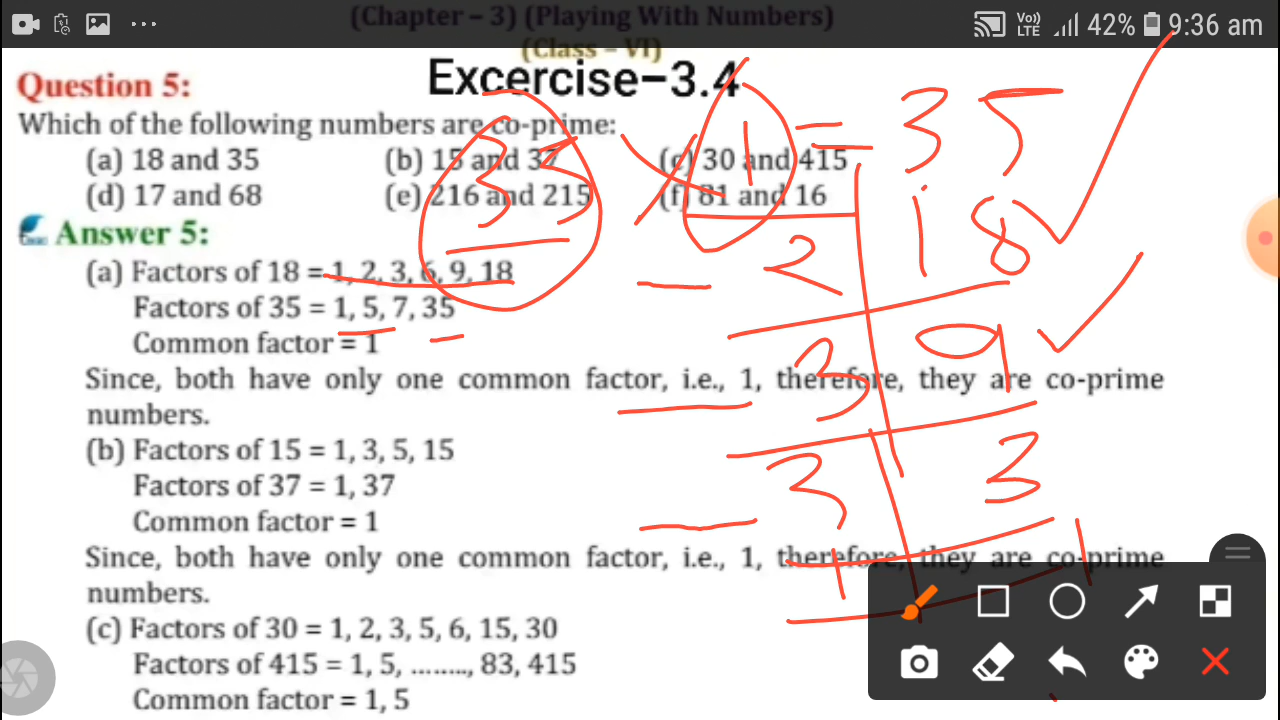 (Chapter – 3) (Playing With Numbers)
Vo)) LTE 42% 9:36 am
(Class – VI)
Excercise-3.4
Question 5:
Which of the following numbers are co-prime:
(a) 18 and 35 (b) 15 and 37 (c) 30 and 415
(d) 17 and 68 (e) 216 and 215 (f) 81 and 16
Answer 5:
(a) Factors of 18 = 1, 2, 3, 6, 9, 18
Factors of 35 = 1, 5, 7, 35
Common factor = 1
Since, both have only one common factor, i.e., 1, therefore, they are co-prime
numbers.
(b) Factors of 15 = 1, 3, 5, 15
Factors of 37 = 1, 37
Common factor = 1
Since, both have only one common factor, i.e., 1, therefore, they are co-prime
numbers.
(c) Factors of 30 = 1, 2, 3, 5, 6, 15, 30
Factors of 415 = 1, 5, ........, 83, 415
Common factor = 1, 5
1 = 35
2 18
3 9
3 3
1 1